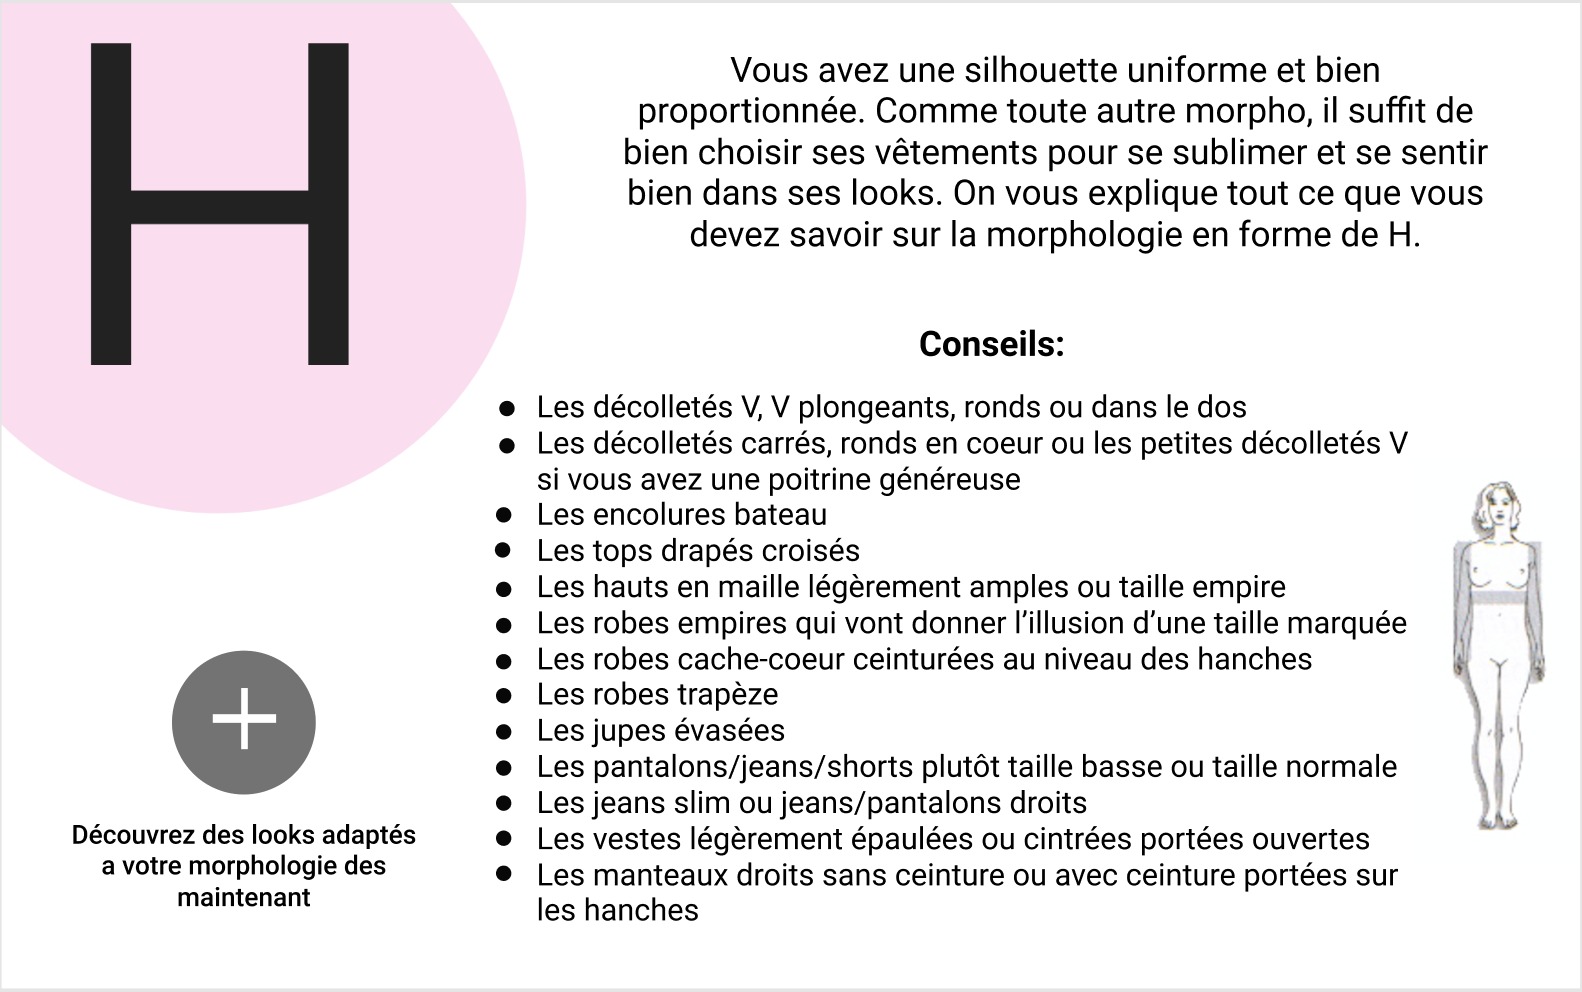 H
Vous avez une silhouette uniforme et bien
proportionnée. Comme toute autre morpho, il suffit de
bien choisir ses vêtements pour se sublimer et se sentir
bien dans ses looks. On vous explique tout ce que vous
devez savoir sur la morphologie en forme de H.
Conseils:
● Les décolletés V, V plongeants, ronds ou dans le dos
● Les décolletés carrés, ronds en coeur ou les petites décolletés V
si vous avez une poitrine généreuse
● Les encolures bateau
● Les tops drapés croisés
● Les hauts en maille légèrement amples ou taille empire
● Les robes empires qui vont donner l’illusion d’une taille marquée
● Les robes cache-coeur ceinturées au niveau des hanches
● Les robes trapèze
● Les jupes évasées
● Les pantalons/jeans/shorts plutôt taille basse ou taille normale
● Les jeans slim ou jeans/pantalons droits
● Les vestes légèrement épaulées ou cintrées portées ouvertes
● Les manteaux droits sans ceinture ou avec ceinture portées sur
les hanches
+
Découvrez des looks adaptés
a votre morphologie des
maintenant